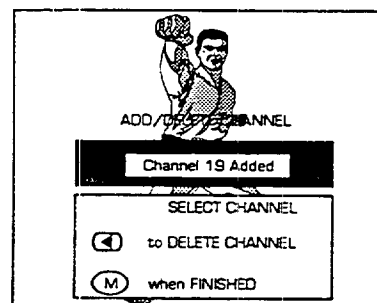 ADD/DELETE CHANNEL
Channel 19 Added
SELECT CHANNEL
to DELETE CHANNEL
M when FINISHED